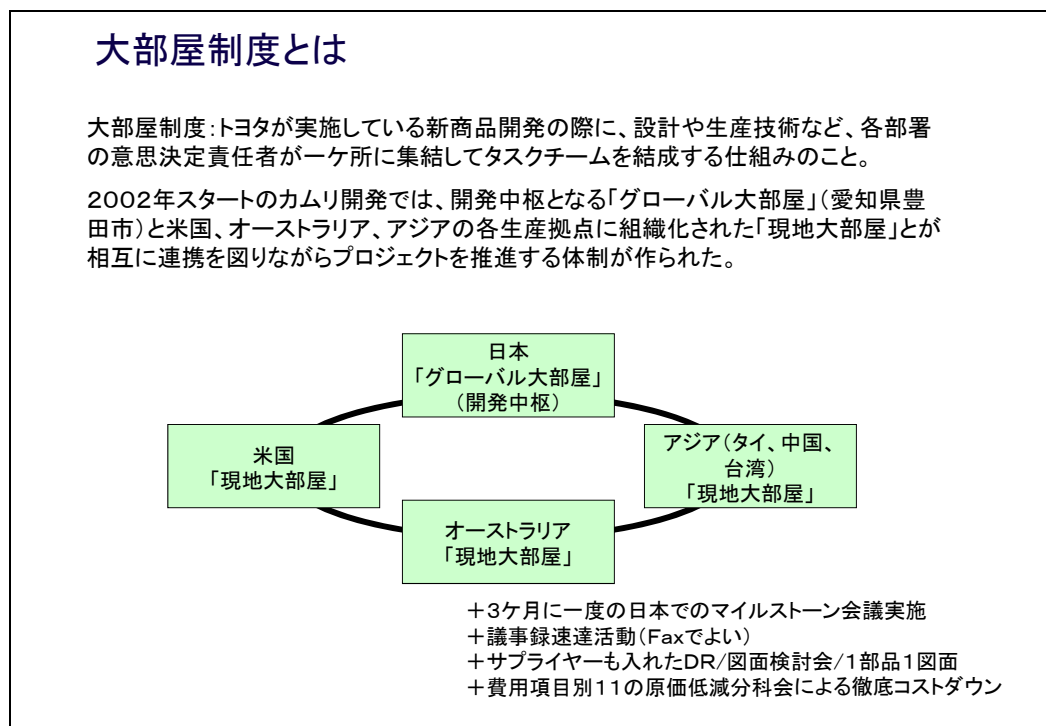 大部屋制度とは
大部屋制度：トヨタが実施している新商品開発の際に、設計や生産技術など、各部署
の意思決定責任者が一ケ所に集結してタスクチームを結成する仕組みのこと。
２００２年スタートのカムリ開発では、開発中枢となる「グローバル大部屋」（愛知県豊
田市）と米国、オーストラリア、アジアの各生産拠点に組織化された「現地大部屋」とが
相互に連携を図りながらプロジェクトを推進する体制が作られた。
日本
「グローバル大部屋」
（開発中枢）
米国
「現地大部屋」
アジア（タイ、中国、
台湾）
「現地大部屋」
オーストラリア
「現地大部屋」
＋３ケ月に一度の日本でのマイルストーン会議実施
＋議事録速達活動（Faxでよい）
＋サプライヤーも入れたDR/図面検討会/１部品１図面
＋費用項目別１１の原価低減分科会による徹底コストダウン